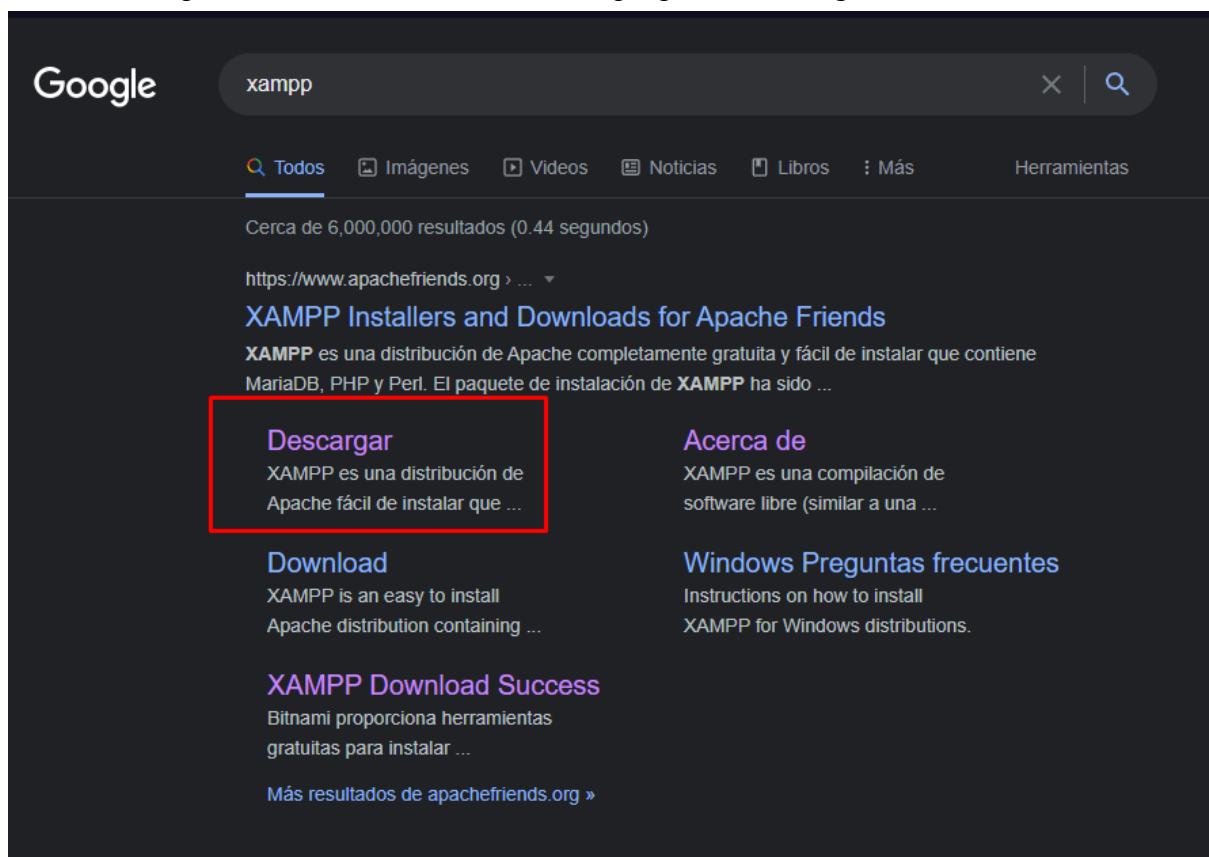 Google
xampp
Todos Imágenes Videos Noticias Libros Más Herramientas
Cerca de 6,000,000 resultados (0.44 segundos)
https://www.apachefriends.org › ...
XAMPP Installers and Downloads for Apache Friends
XAMPP es una distribución de Apache completamente gratuita y fácil de instalar que contiene
MariaDB, PHP y Perl. El paquete de instalación de XAMPP ha sido ...
Descargar
XAMPP es una distribución de
Apache fácil de instalar que ...
Acerca de
XAMPP es una compilación de
software libre (similar a una ...
Download
XAMPP is an easy to install
Apache distribution containing ...
Windows Preguntas frecuentes
Instructions on how to install
XAMPP for Windows distributions.
XAMPP Download Success
Bitnami proporciona herramientas
gratuitas para instalar ...
Más resultados de apachefriends.org »